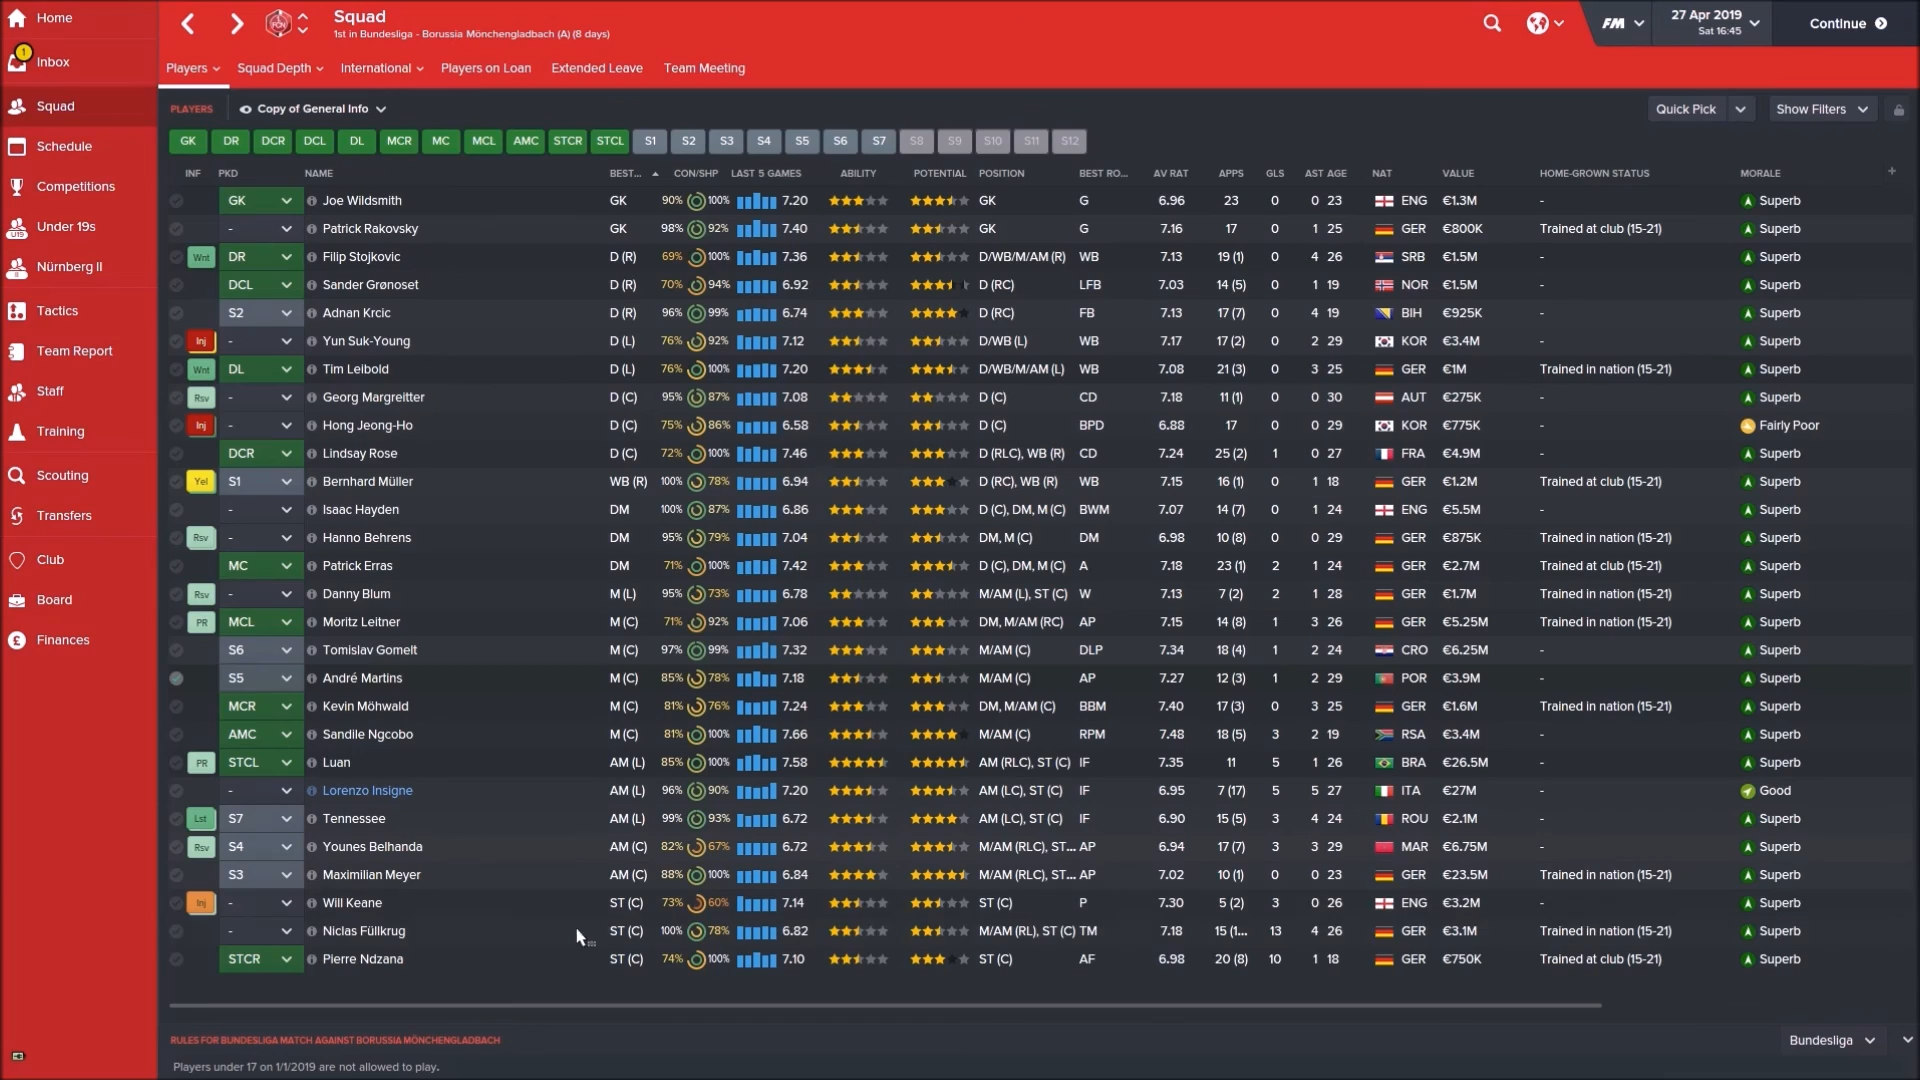 Home
Inbox
1
Squad
Schedule
Competitions
Under 19s
Nürnberg II
Tactics
Team Report
Staff
Training
Scouting
Transfers
Club
Board
Finances
Squad
1st in Bundesliga - Borussia Mönchengladbach (A) (8 days)
FM
27 Apr 2019
Sat 16:45
Continue
Players Squad Depth International Players on Loan Extended Leave Team Meeting
PLAYERS Copy of General Info Quick Pick Show Filters
GK DR DCR DCL DL MCR MC MCL AMC STCR STCL S1 S2 S3 S4 S5 S6 S7 S8 S9 S10 S11 S12
INF PKD NAME BEST... CON/SHP LAST 5 GAMES ABILITY POTENTIAL POSITION BEST RO... AV RAT APPS GLS AST AGE NAT VALUE HOME-GROWN STATUS MORALE
GK Joe Wildsmith GK 90% 100% 7.20 GK G 6.96 23 0 0 23 ENG €1.3M - Superb
- Patrick Rakovsky GK 98% 92% 7.40 GK G 7.16 17 0 1 25 GER €800K Trained at club (15-21) Superb
Wnt DR Filip Stojkovic D (R) 69% 100% 7.36 D/WB/M/AM (R) WB 7.13 19 (1) 0 4 26 SRB €1.5M - Superb
DCL Sander Grønoset D (R) 70% 94% 6.92 D (RC) LFB 7.03 14 (5) 0 1 19 NOR €1.5M - Superb
S2 Adnan Krcic D (R) 96% 99% 6.74 D (RC) FB 7.13 17 (7) 0 4 19 BIH €925K - Superb
Inj - Yun Suk-Young D (L) 76% 92% 7.12 D/WB (L) WB 7.17 17 (2) 0 2 29 KOR €3.4M - Superb
Wnt DL Tim Leibold D (L) 76% 100% 7.20 D/WB/M/AM (L) WB 7.08 21 (3) 0 3 25 GER €1M Trained in nation (15-21) Superb
Rsv - Georg Margreitter D (C) 95% 87% 7.08 D (C) CD 7.18 11 (1) 0 0 30 AUT €275K - Superb
Inj - Hong Jeong-Ho D (C) 75% 86% 6.58 D (C) BPD 6.88 17 0 0 29 KOR €775K - Fairly Poor
DCR Lindsay Rose D (C) 72% 100% 7.46 D (RLC), WB (R) CD 7.24 25 (2) 1 0 27 FRA €4.9M - Superb
Yel S1 Bernhard Müller WB (R) 100% 78% 6.94 D (RC), WB (R) WB 7.15 16 (1) 0 1 18 GER €1.2M Trained at club (15-21) Superb
- Isaac Hayden DM 100% 87% 6.86 D (C), DM, M (C) BWM 7.07 14 (7) 0 1 24 ENG €5.5M - Superb
Rsv - Hanno Behrens DM 95% 79% 7.04 DM, M (C) DM 6.98 10 (8) 0 0 29 GER €875K Trained in nation (15-21) Superb
MC Patrick Erras DM 71% 100% 7.42 D (C), DM, M (C) A 7.18 23 (1) 2 1 24 GER €2.7M Trained at club (15-21) Superb
Rsv - Danny Blum M (L) 95% 73% 6.78 M/AM (L), ST (C) W 7.13 7 (2) 2 1 28 GER €1.7M Trained in nation (15-21) Superb
PR MCL Moritz Leitner M (C) 71% 92% 7.06 DM, M/AM (RC) AP 7.15 14 (8) 1 3 26 GER €5.25M Trained in nation (15-21) Superb
S6 Tomislav Gomelt M (C) 97% 99% 7.32 M/AM (C) DLP 7.34 18 (4) 1 2 24 CRO €6.25M - Superb
S5 André Martins M (C) 85% 78% 7.18 M/AM (C) AP 7.27 12 (3) 1 2 29 POR €3.9M - Superb
MCR Kevin Möhwald M (C) 81% 76% 7.24 DM, M/AM (C) BBM 7.40 17 (3) 0 3 25 GER €1.6M Trained in nation (15-21) Superb
AMC Sandile Ngcobo M (C) 81% 100% 7.66 M/AM (C) RPM 7.48 18 (5) 3 2 19 RSA €3.4M - Superb
PR STCL Luan AM (L) 85% 100% 7.58 AM (RLC), ST (C) IF 7.35 11 5 1 26 BRA €26.5M - Superb
- Lorenzo Insigne AM (L) 96% 90% 7.20 AM (LC), ST (C) IF 6.95 7 (17) 5 5 27 ITA €27M - Good
Lst S7 Tennessee AM (L) 99% 93% 6.72 AM (LC), ST (C) IF 6.90 15 (5) 3 4 24 ROU €2.1M - Superb
Rsv S4 Younes Belhanda AM (C) 82% 67% 6.72 M/AM (RLC), ST... AP 6.94 17 (7) 3 3 29 MAR €6.75M - Superb
S3 Maximilian Meyer AM (C) 88% 100% 6.84 M/AM (RLC), ST... AP 7.02 10 (1) 0 0 23 GER €23.5M Trained in nation (15-21) Superb
Inj - Will Keane ST (C) 73% 60% 7.14 ST (C) P 7.30 5 (2) 3 0 26 ENG €3.2M - Superb
- Niclas Füllkrug ST (C) 100% 78% 6.82 M/AM (RL), ST (C) TM 7.18 15 (1... 13 4 26 GER €3.1M Trained in nation (15-21) Superb
STCR Pierre Ndzana ST (C) 74% 100% 7.10 ST (C) AF 6.98 20 (8) 10 1 18 GER €750K Trained at club (15-21) Superb
RULES FOR BUNDESLIGA MATCH AGAINST BORUSSIA MÖNCHENGLADBACH
Bundesliga
Players under 17 on 1/1/2019 are not allowed to play.